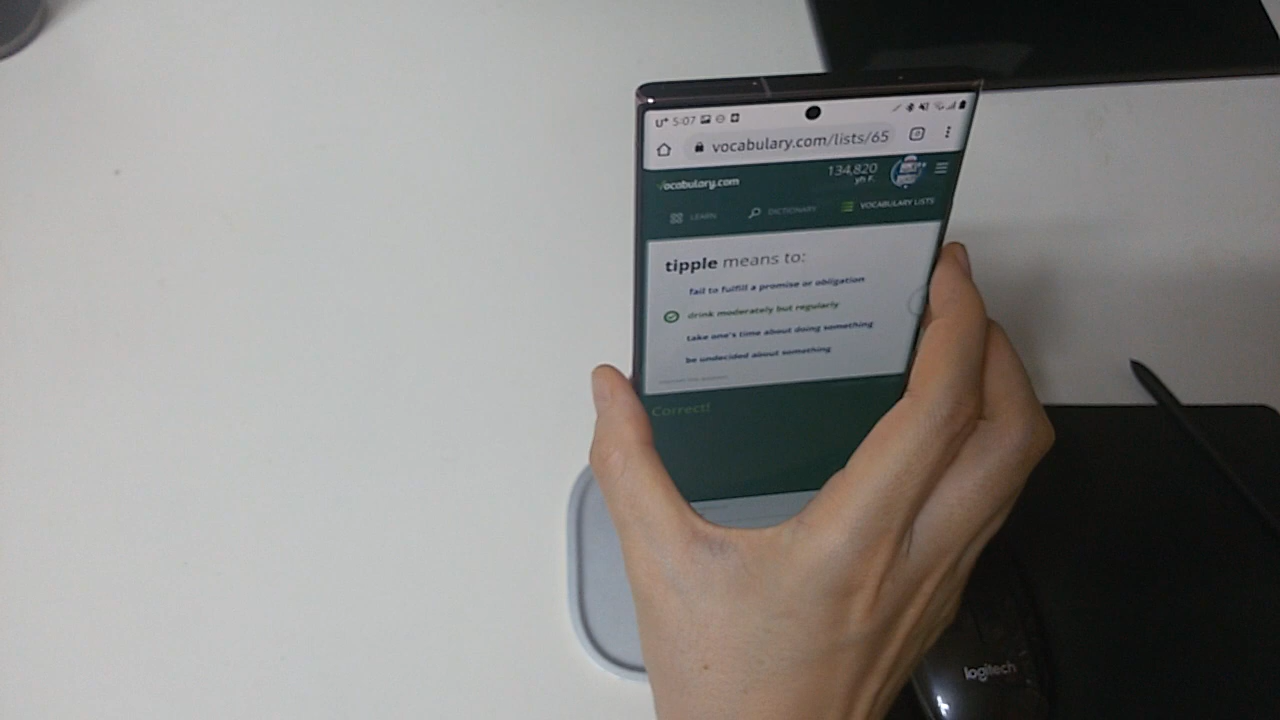 U+ 5:07
vocabulary.com/lists/65
134,820
yh F.
Vocabulary.com
LEARN DICTIONARY VOCABULARY LISTS
tipple means to:
fail to fulfill a promise or obligation
drink moderately but regularly
take one's time about doing something
be undecided about something
Correct!
logitech